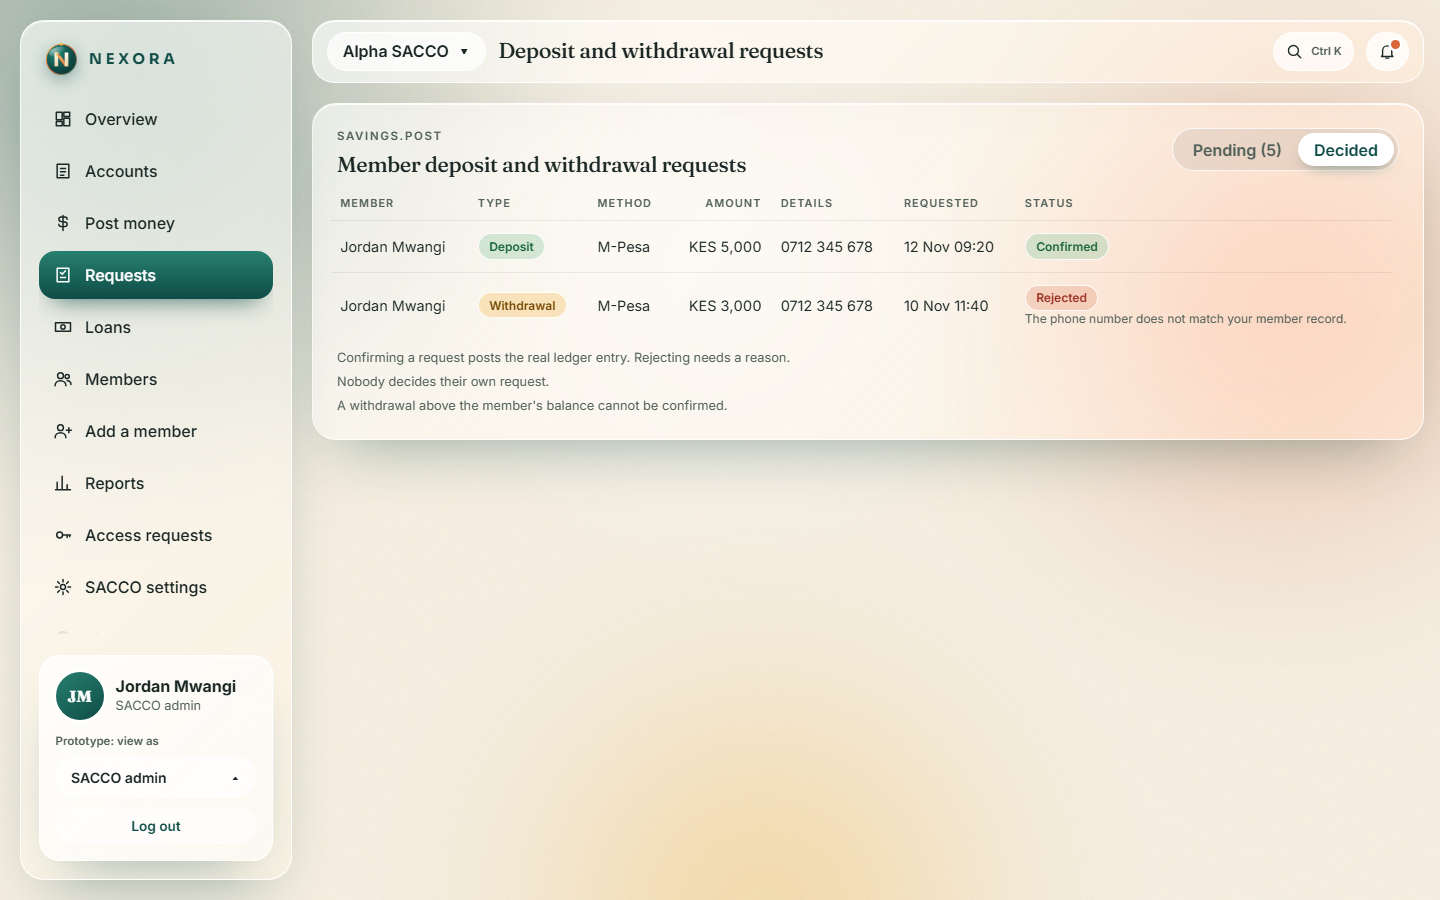 NEXORA
Overview
Accounts
Post money
Requests
Loans
Members
Add a member
Reports
Access requests
SACCO settings
JM
Jordan Mwangi
SACCO admin
Prototype: view as
SACCO admin
Log out
Alpha SACCO
Deposit and withdrawal requests
Ctrl K
SAVINGS.POST
Member deposit and withdrawal requests
Pending (5) Decided
MEMBER TYPE METHOD AMOUNT DETAILS REQUESTED STATUS
Jordan Mwangi Deposit M-Pesa KES 5,000 0712 345 678 12 Nov 09:20 Confirmed
Jordan Mwangi Withdrawal M-Pesa KES 3,000 0712 345 678 10 Nov 11:40 Rejected
The phone number does not match your member record.
Confirming a request posts the real ledger entry. Rejecting needs a reason.
Nobody decides their own request.
A withdrawal above the member's balance cannot be confirmed.